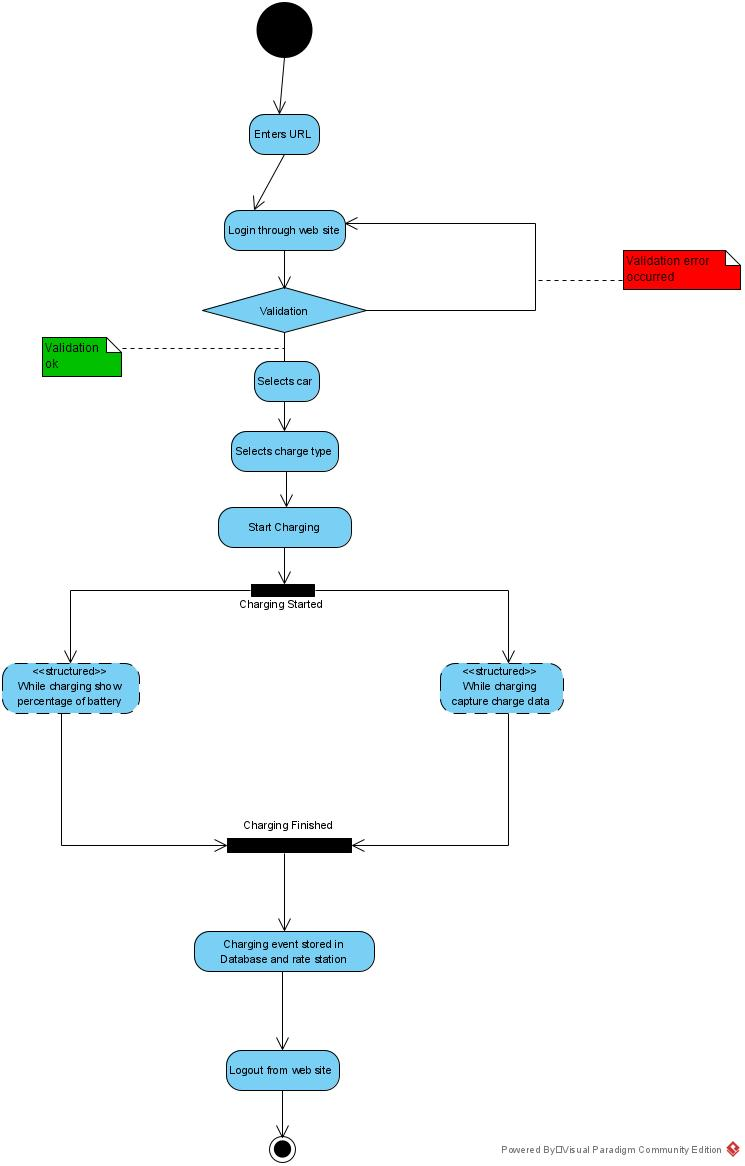 Enters URL
Login through web site
Validation error
occurred
Validation
Validation
ok
Selects car
Selects charge type
Start Charging
Charging Started
<<structured>>
While charging show
percentage of battery
<<structured>>
While charging
capture charge data
Charging Finished
Charging event stored in
Database and rate station
Logout from web site
Powered By□Visual Paradigm Community Edition